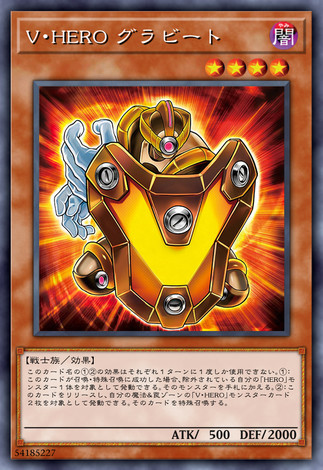 V・HERO グラビート
やみ
闇
【戦士族／効果】
このカード名の①②の効果はそれぞれ１ターンに１度しか使用できない。①：
このカードが召喚・特殊召喚に成功した場合、除外されている自分の「HERO」モ
ンスター１体を対象として発動できる。そのモンスターを手札に加える。②：こ
のカードをリリースし、自分の魔法＆罠ゾーンの「V・HERO」モンスターカード
２枚を対象として発動できる。そのカードを特殊召喚する。
ATK/ 500 DEF/2000
54185227